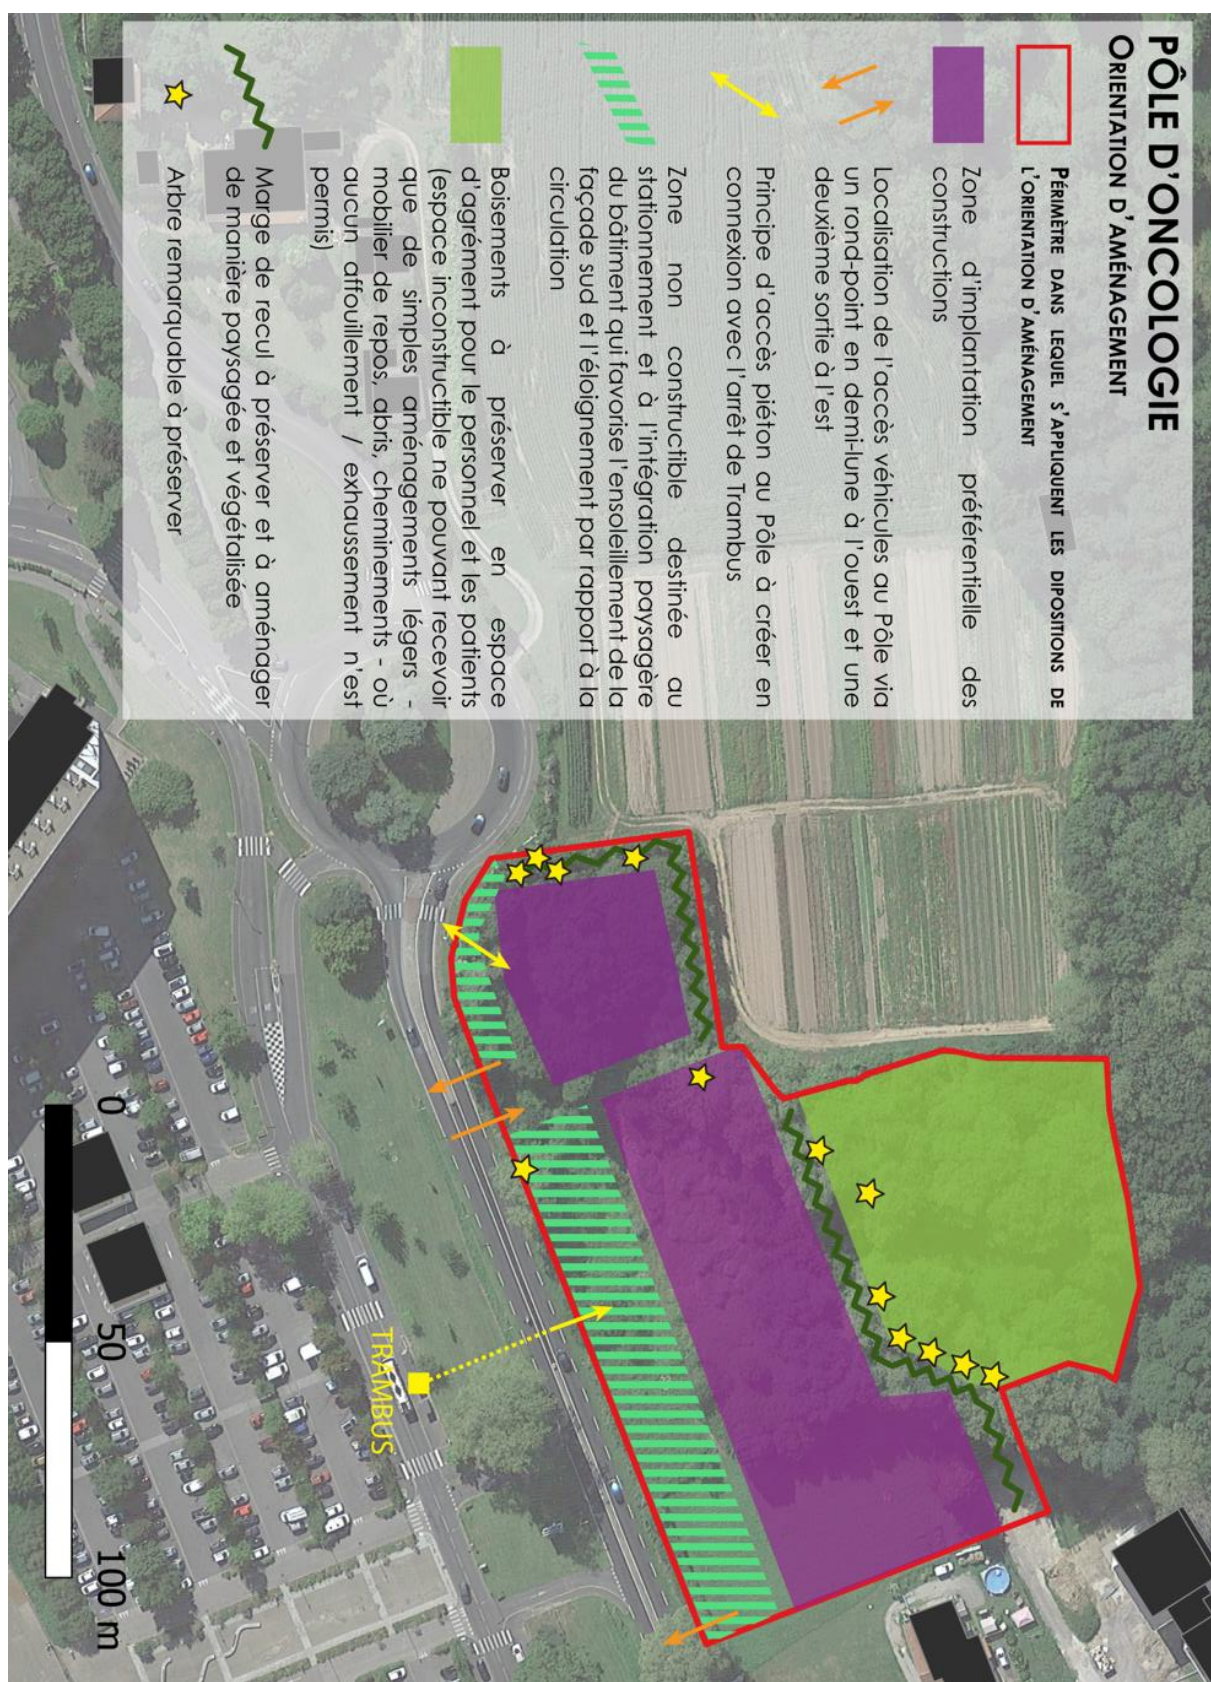 PÔLE D'ONCOLOGIE
ORIENTATION D'AMÉNAGEMENT
PÉRIMÈTRE DANS LEQUEL S'APPLIQUENT LES DIPOSITIONS DE
L'ORIENTATION D'AMÉNAGEMENT
Zone d'implantation préférentielle des
constructions
Localisation de l'accès véhicules au Pôle via
un rond-point en demi-lune à l'ouest et une
deuxième sortie à l'est
Principe d'accès piéton au Pôle à créer en
connexion avec l'arrêt de Trambus
Zone non constructible destinée au
stationnement et à l'intégration paysagère
du bâtiment qui favorise l'ensoleillement de la
façade sud et l'éloignement par rapport à la
circulation
Boisements à préserver en espace
d'agrément pour le personnel et les patients
(espace inconstructible ne pouvant recevoir
que de simples aménagements légers -
mobilier de repos, abris, cheminements - où
aucun affouillement / exhaussement n'est
permis)
Marge de recul à préserver et à aménager
de manière paysagée et végétalisée
Arbre remarquable à préserver
TRAMBUS
0 50 100 m